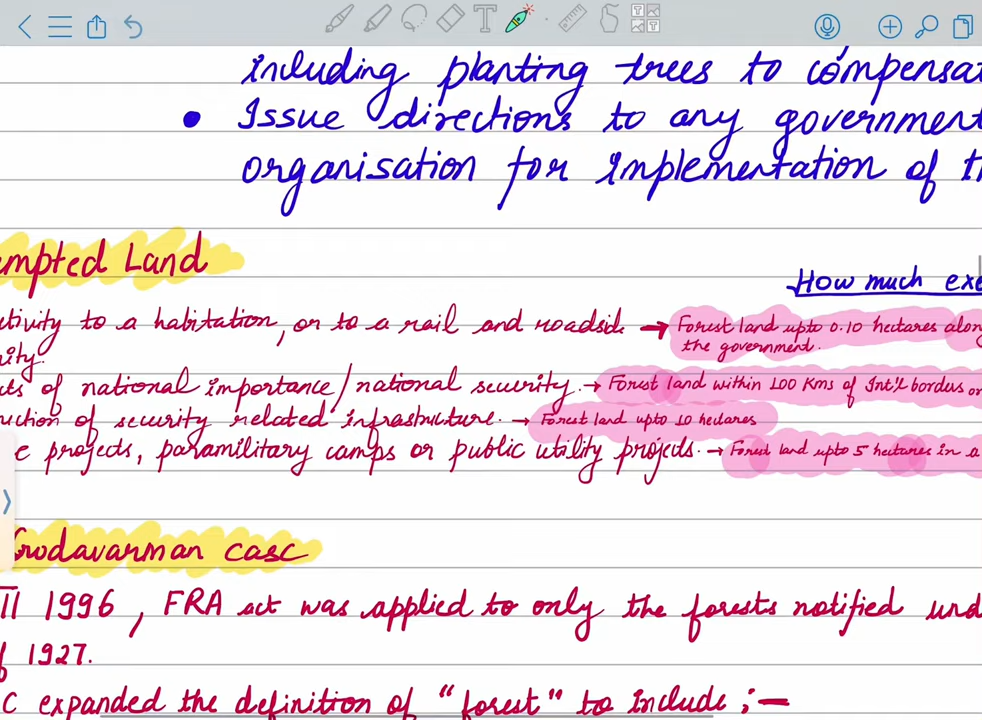 including planting trees to compensat
• Issue directions to any government
organisation for implementation of t
empted Land
How much exe
tivity to a habitation, or to a rail and roadside → Forest land upto 0.10 hectares alon
the government.
ity.
ts of national importance/national security. → Forest land within 100 Kms of Int'l borders or
uction of security related infrastructure. → Forest land upto 10 hectares
e projects, paramilitary camps or public utility projects. → Forest land upto 5 hectares in a
Godavarman case
ll 1996, FRA act was applied to only the forests notified und
f 1927.
C expanded the definition of "forest" to include ;—